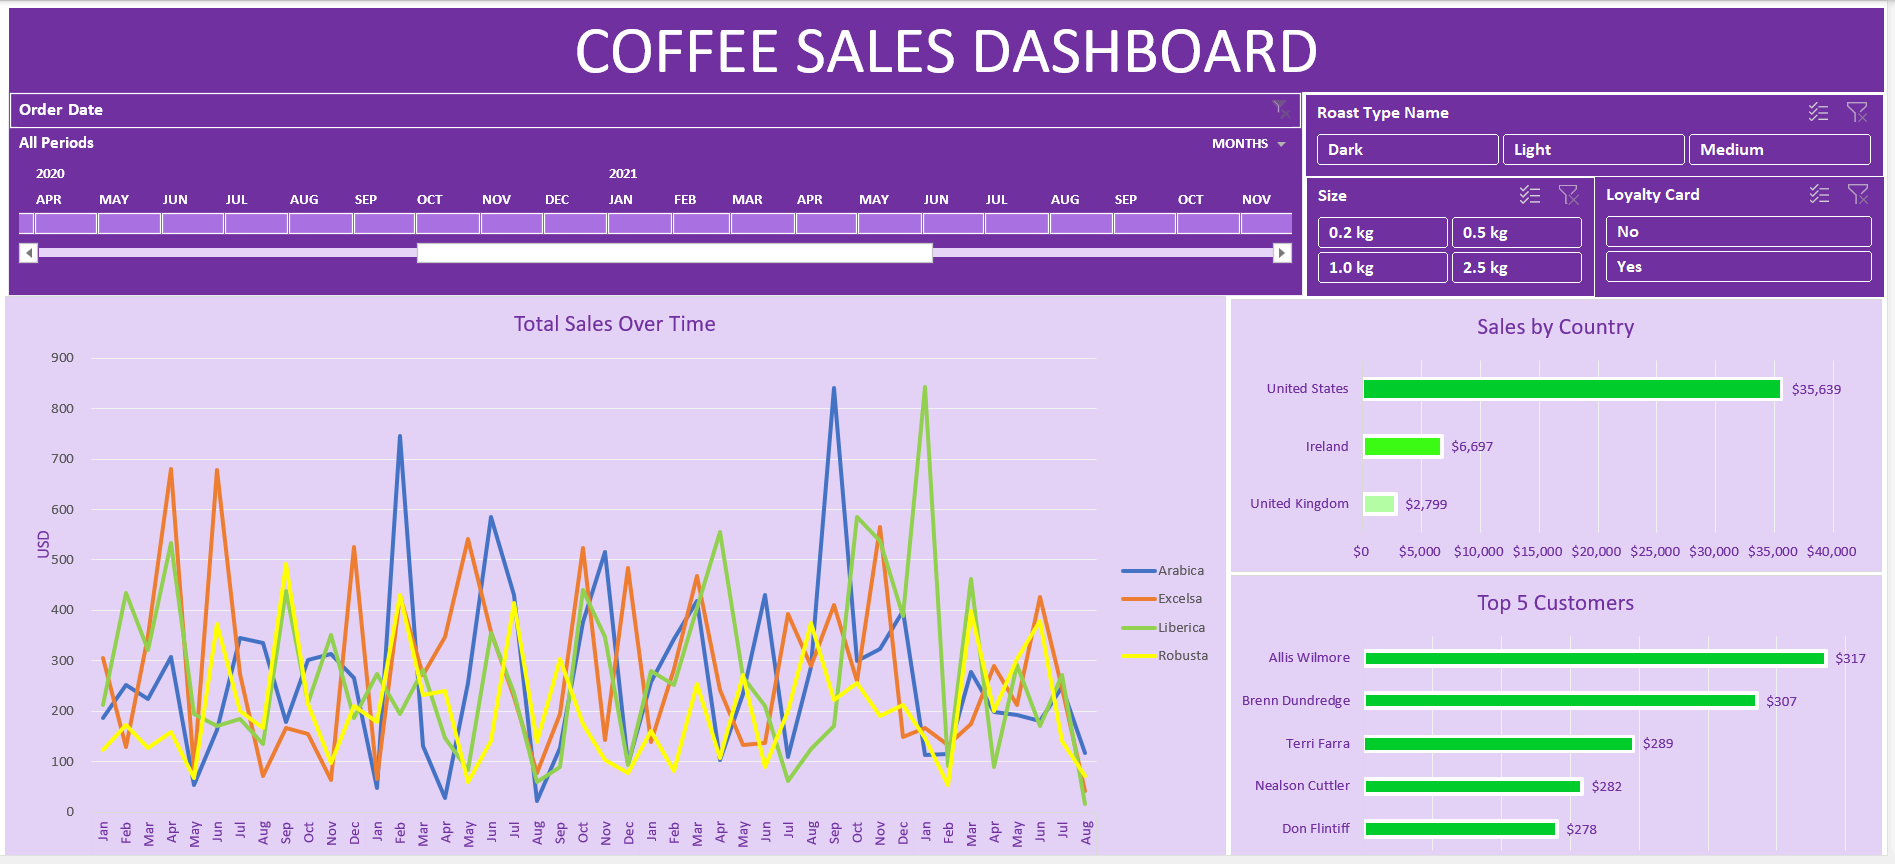 COFFEE SALES DASHBOARD
Order Date
All Periods
MONTHS
2020 2021
APR MAY JUN JUL AUG SEP OCT NOV DEC JAN FEB MAR APR MAY JUN JUL AUG SEP OCT NOV
Roast Type Name
Dark Light Medium
Size
0.2 kg 0.5 kg
1.0 kg 2.5 kg
Loyalty Card
No
Yes
Total Sales Over Time
USD
900
800
700
600
500
400
300
200
100
0
Jan Feb Mar Apr May Jun Jul Aug Sep Oct Nov Dec Jan Feb Mar Apr May Jun Jul Aug Sep Oct Nov Dec Jan Feb Mar Apr May Jun Jul Aug Sep Oct Nov Dec Jan Feb Mar Apr May Jun Jul Aug
Arabica
Excelsa
Liberica
Robusta
Sales by Country
United States $35,639
Ireland $6,697
United Kingdom $2,799
$0 $5,000 $10,000 $15,000 $20,000 $25,000 $30,000 $35,000 $40,000
Top 5 Customers
Allis Wilmore $317
Brenn Dundredge $307
Terri Farra $289
Nealson Cuttler $282
Don Flintiff $278